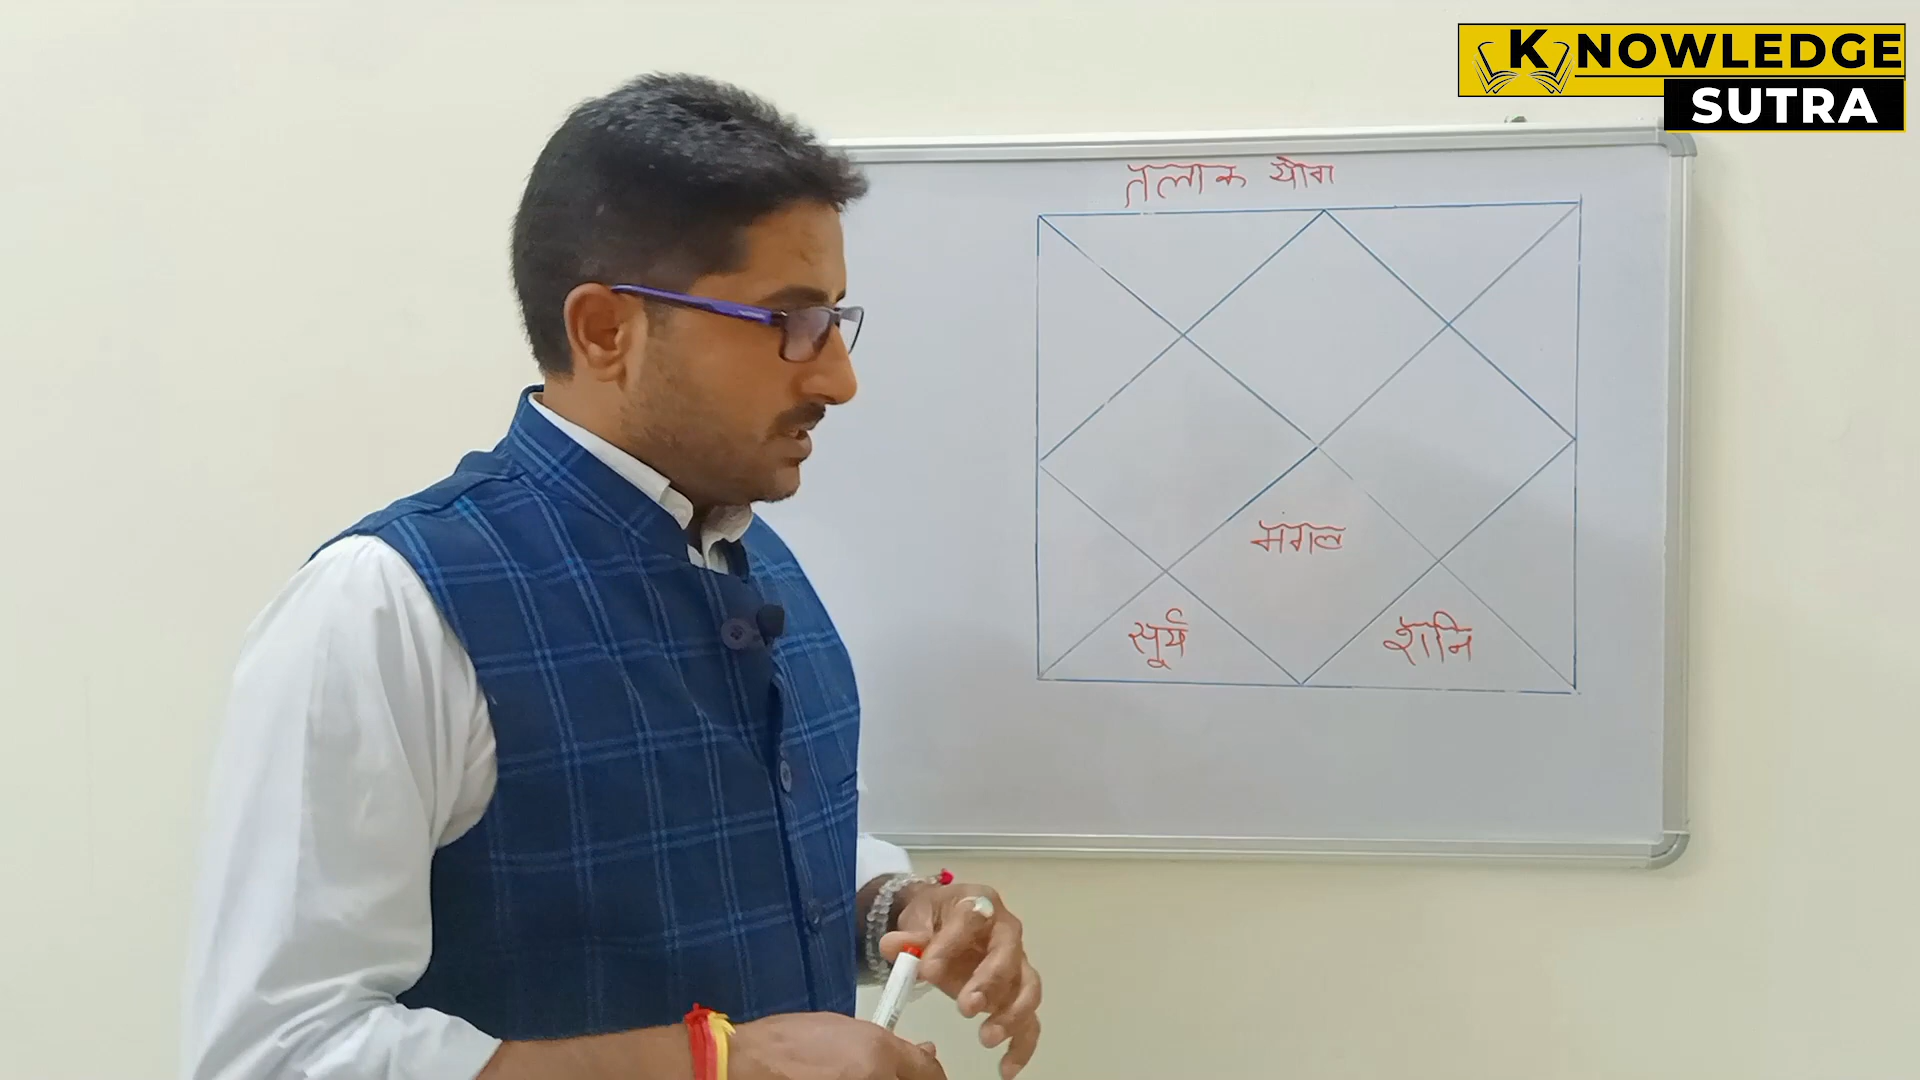 KNOWLEDGE
SUTRA
तलाक योग
मंगल
सूर्य
शनि